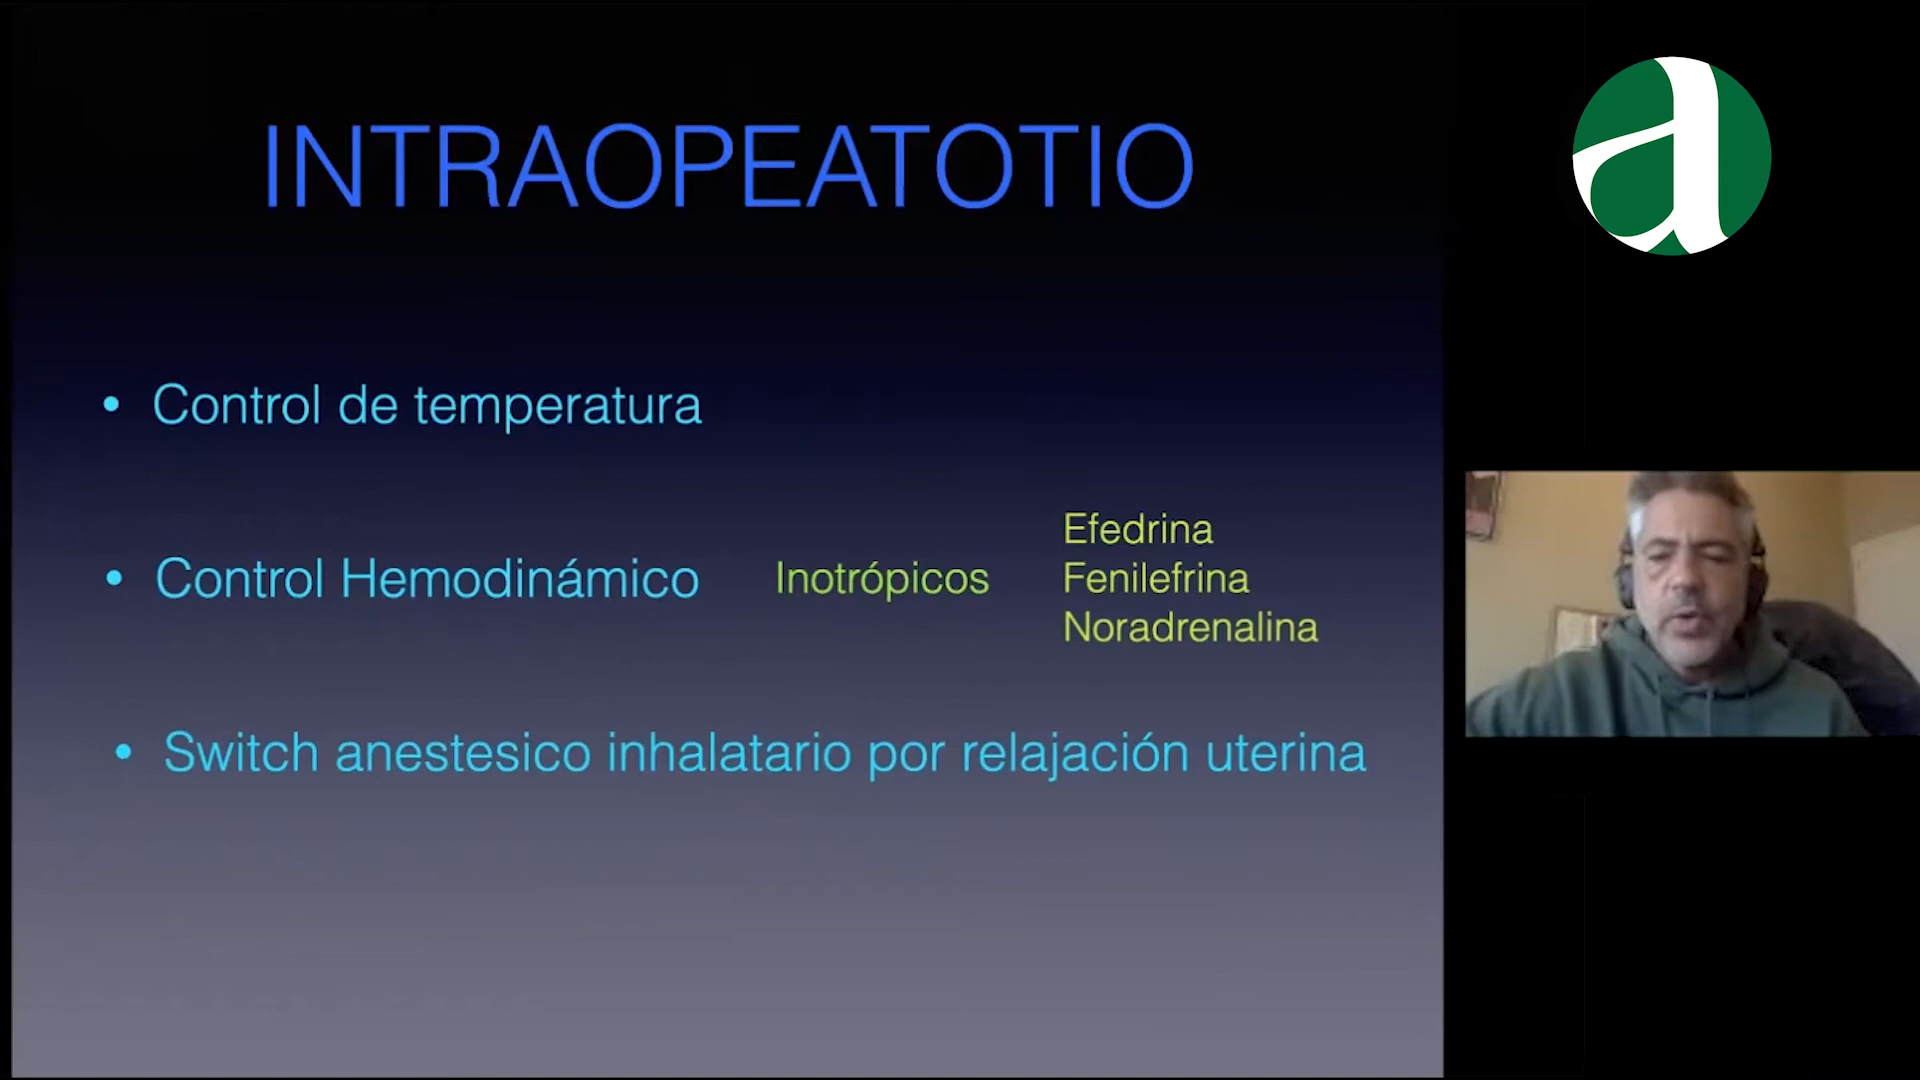 INTRAOPEATOTIO
• Control de temperatura
• Control Hemodinámico
Inotrópicos
Efedrina
Fenilefrina
Noradrenalina
• Switch anestesico inhalatario por relajación uterina